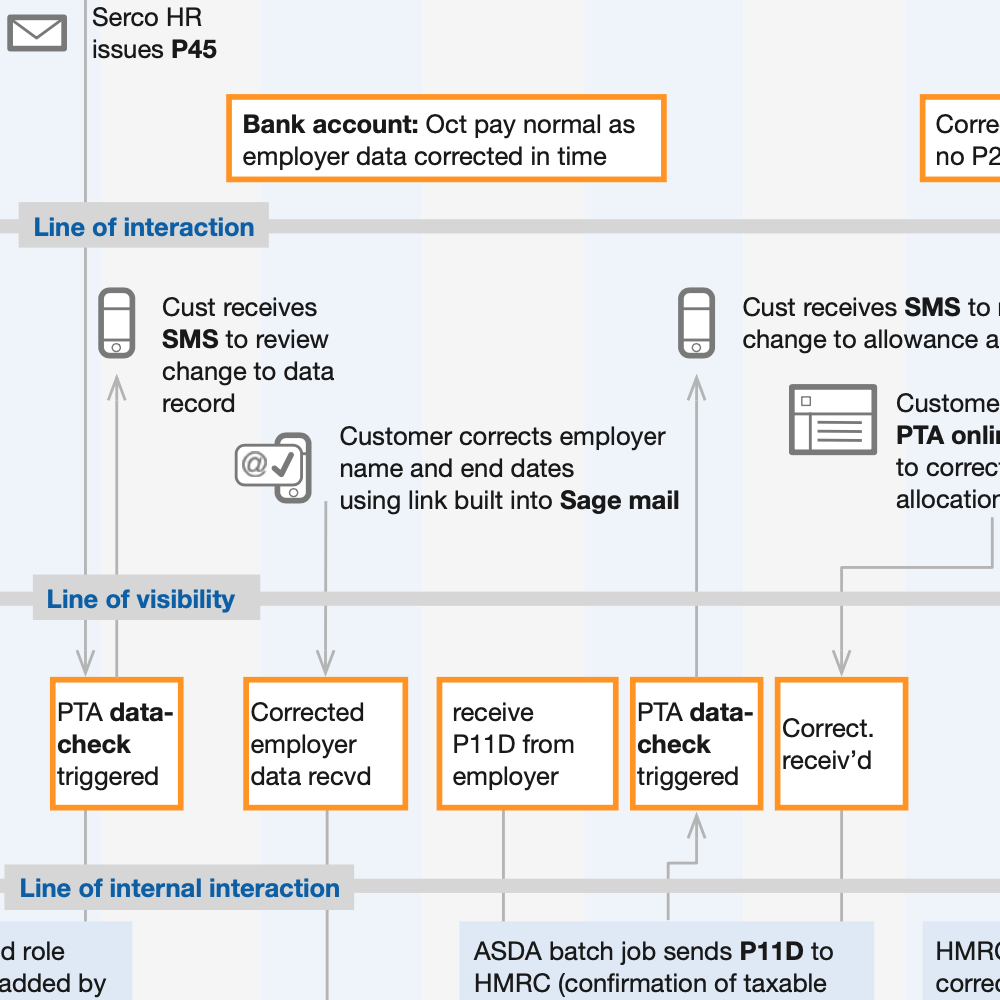 Serco HR
issues P45
Bank account: Oct pay normal as
employer data corrected in time
Corre
no P2
Line of interaction
Cust receives
SMS to review
change to data
record
Cust receives SMS to
change to allowance a
Custome
PTA onlin
to correct
allocation
Customer corrects employer
name and end dates
using link built into Sage mail
Line of visibility
PTA data-
check
triggered
Corrected
employer
data recvd
receive
P11D from
employer
PTA data-
check
triggered
Correct.
receiv’d
Line of internal interaction
d role
added by
ASDA batch job sends P11D to
HMRC (confirmation of taxable
HMRC
correc